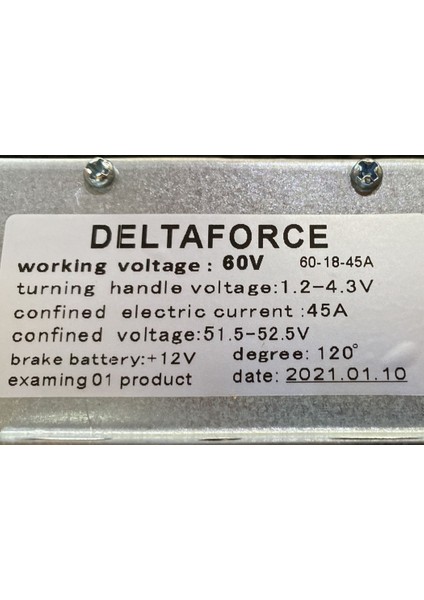 DELTAFORCE
working voltage : 60V 60-18-45A
turning handle voltage:1.2-4.3V
confined electric current :45A
confined voltage:51.5-52.5V
brake battery:+12V degree: 120°
examing 01 product date: 2021.01.10